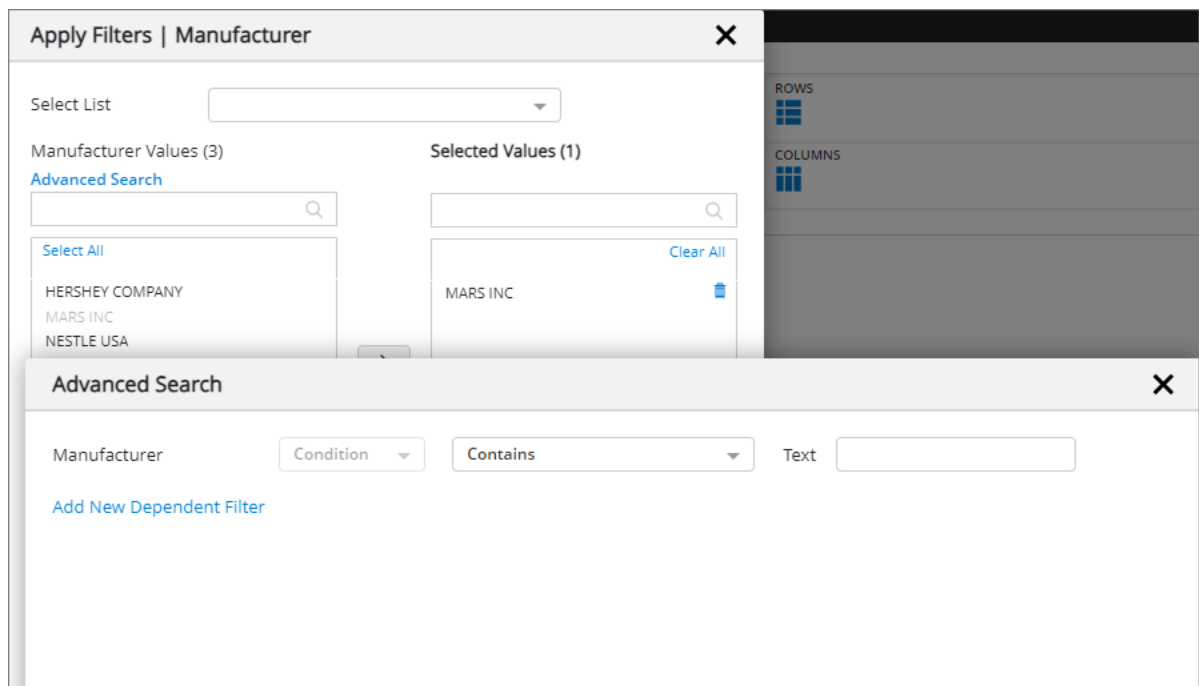 Apply Filters | Manufacturer
Select List
ROWS
Manufacturer Values (3)
Selected Values (1)
COLUMNS
Advanced Search
Select All
Clear All
HERSHEY COMPANY
MARS INC
MARS INC
NESTLE USA
Advanced Search
Manufacturer Condition Contains Text
Add New Dependent Filter